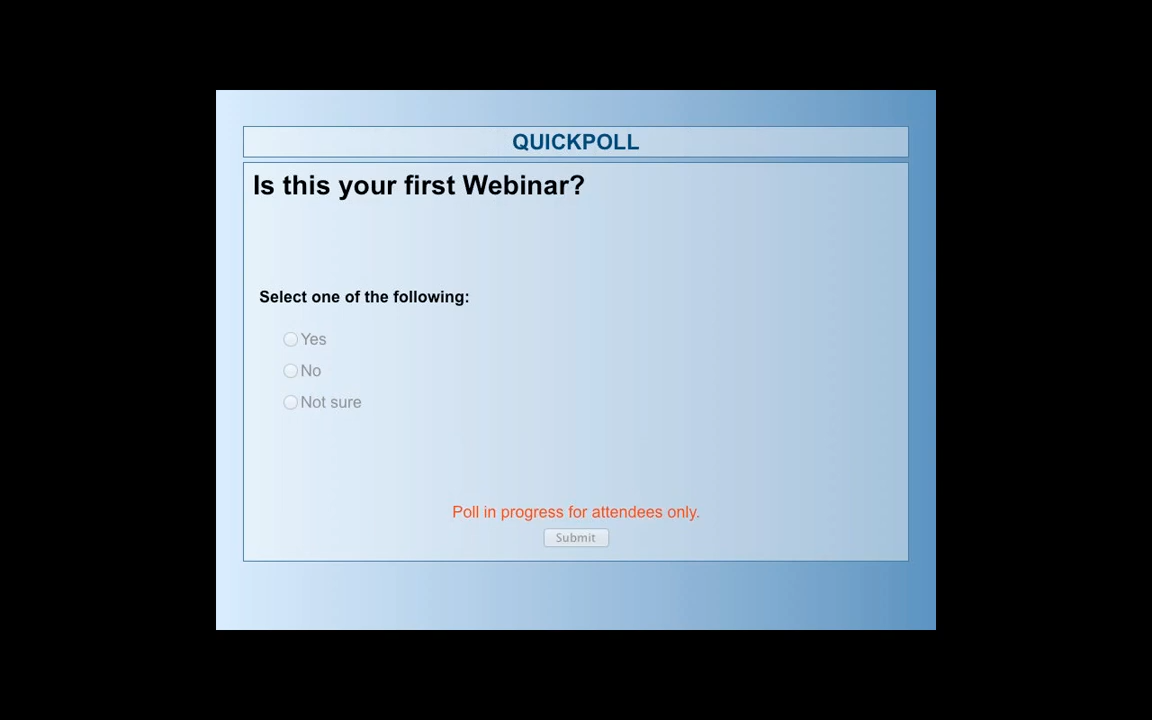 QUICKPOLL
Is this your first Webinar?
Select one of the following:
Yes
No
Not sure
Poll in progress for attendees only.
Submit